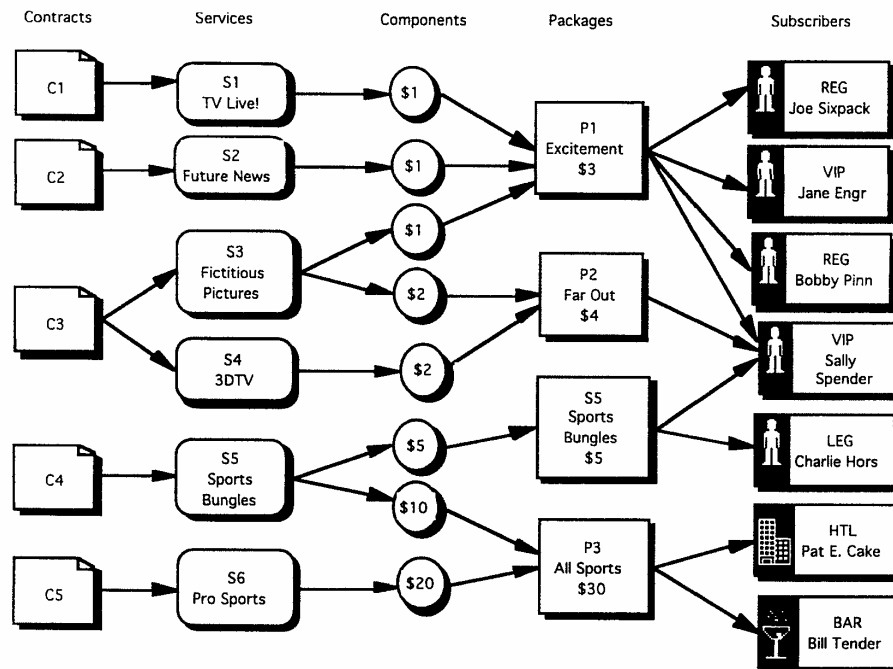 Contracts
Services
Components
Packages
Subscribers
C1
S1
TV Live!
$1
C2
S2
Future News
$1
C3
S3
Fictitious
Pictures
$1
$2
S4
3DTV
$2
C4
S5
Sports
Bungles
$5
$10
C5
S6
Pro Sports
$20
P1
Excitement
$3
P2
Far Out
$4
S5
Sports
Bungles
$5
P3
All Sports
$30
REG
Joe Sixpack
VIP
Jane Engr
REG
Bobby Pinn
VIP
Sally
Spender
LEG
Charlie Hors
HTL
Pat E. Cake
BAR
Bill Tender